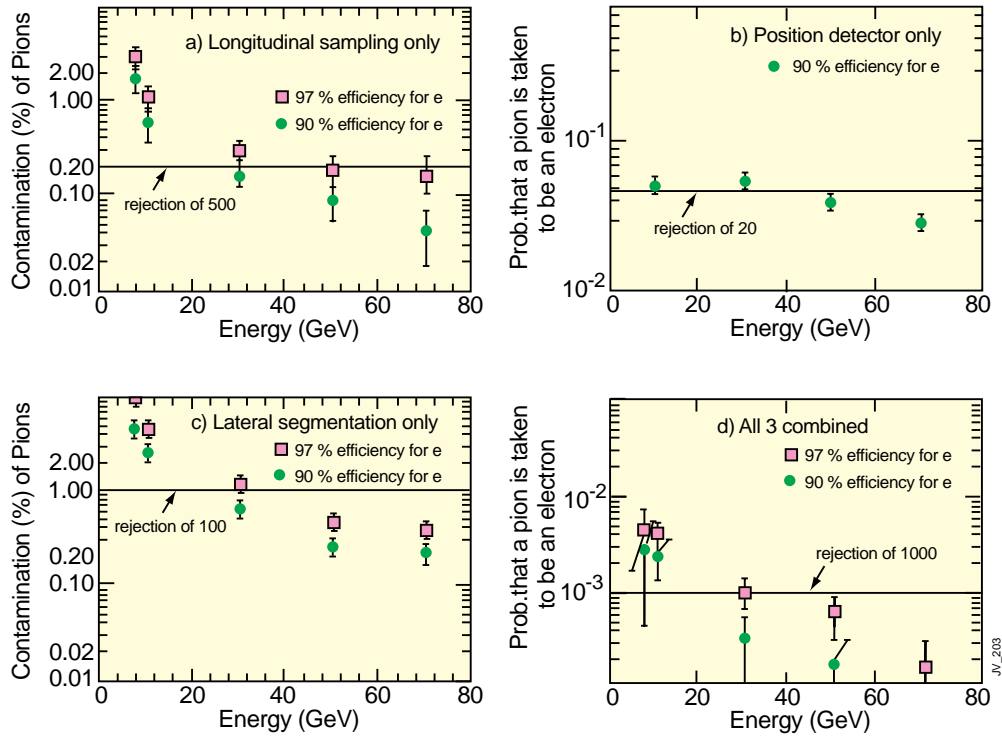 a) Longitudinal sampling only
97 % efficiency for e
90 % efficiency for e
rejection of 500
Contamination (%) of Pions
2.00
1.00
0.20
0.10
0.02
0.01
0
20
40
60
80
Energy (GeV)
b) Position detector only
90 % efficiency for e
rejection of 20
Prob.that a pion is taken
to be an electron
10-1
10-2
0
20
40
60
80
Energy (GeV)
c) Lateral segmentation only
97 % efficiency for e
90 % efficiency for e
rejection of 100
Contamination (%) of Pions
2.00
1.00
0.20
0.10
0.02
0.01
0
20
40
60
80
Energy (GeV)
d) All 3 combined
97 % efficiency for e
90 % efficiency for e
rejection of 1000
Prob.that a pion is taken
to be an electron
10-2
10-3
0
20
40
60
80
Energy (GeV)
JV_203